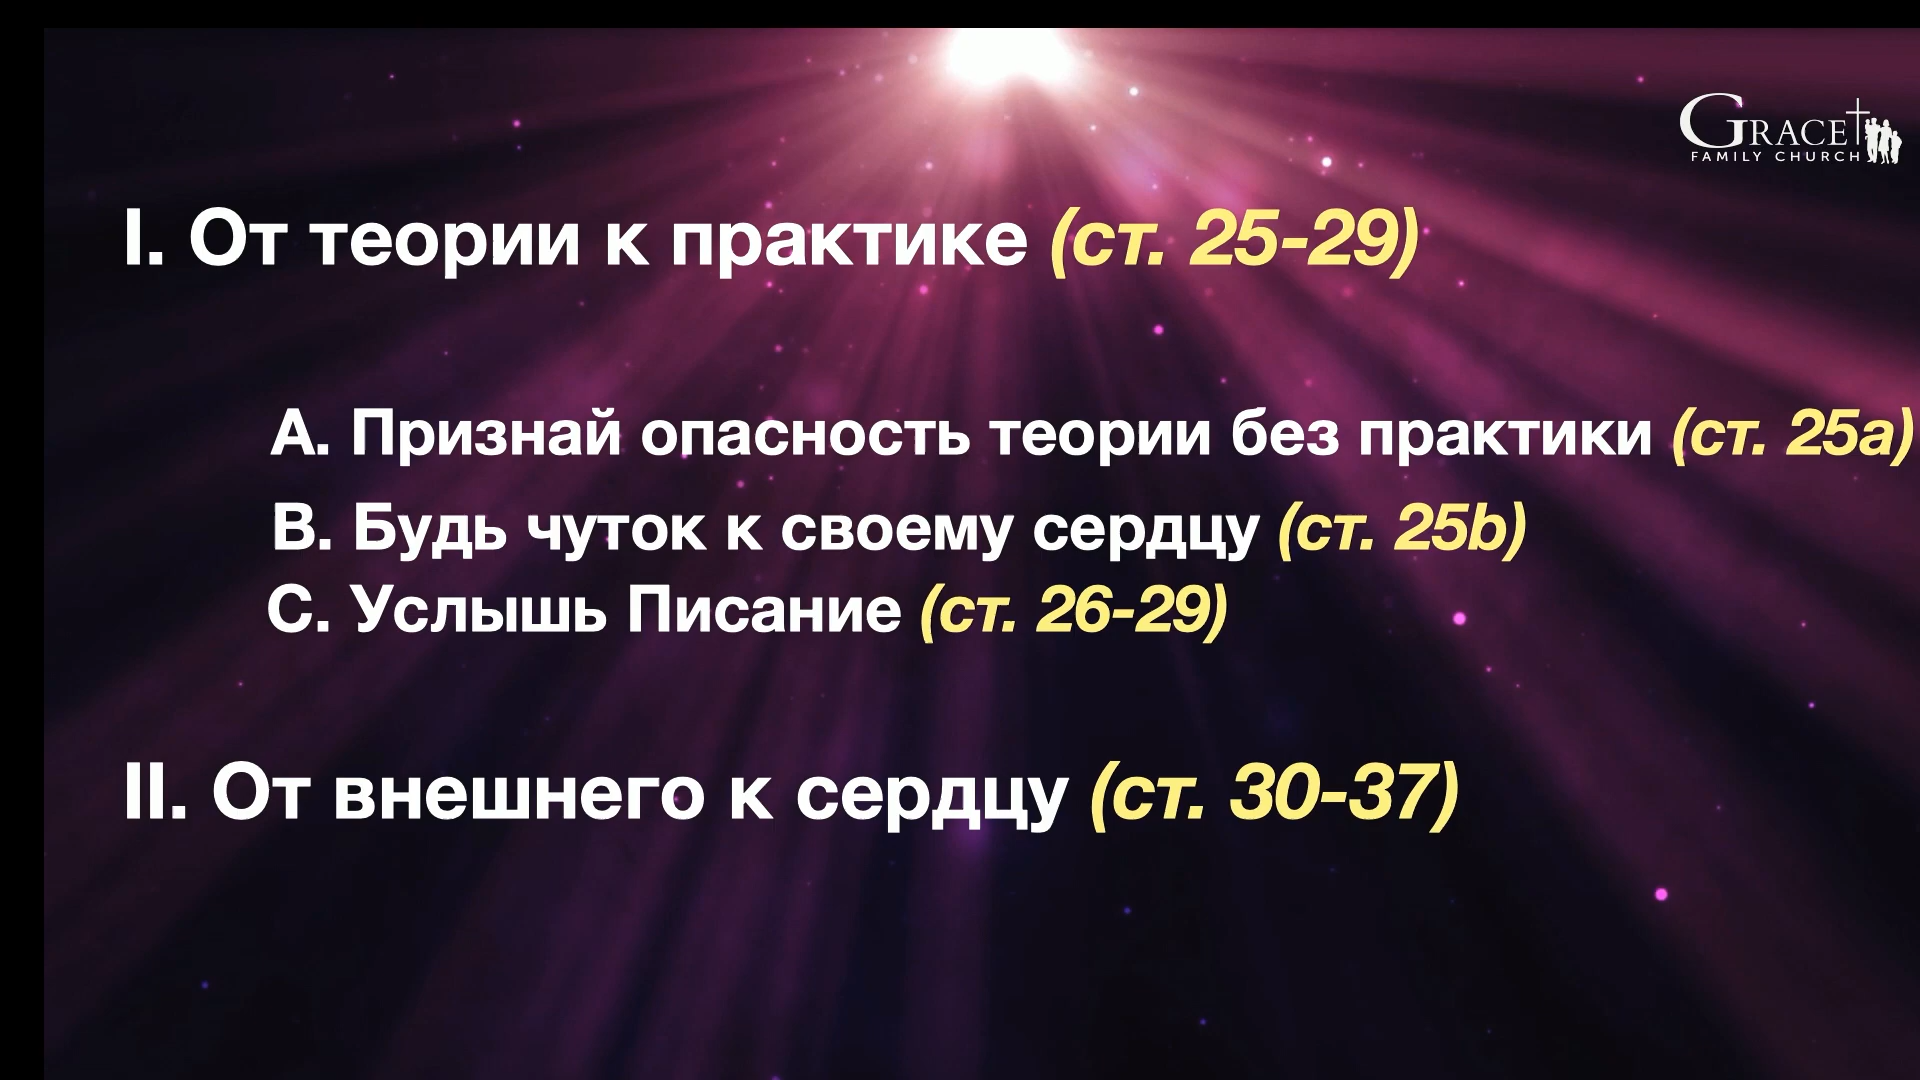 GRACE
FAMILY CHURCH
I. От теории к практике (ст. 25-29)
A. Признай опасность теории без практики (ст. 25a)
B. Будь чуток к своему сердцу (ст. 25b)
C. Услышь Писание (ст. 26-29)
II. От внешнего к сердцу (ст. 30-37)